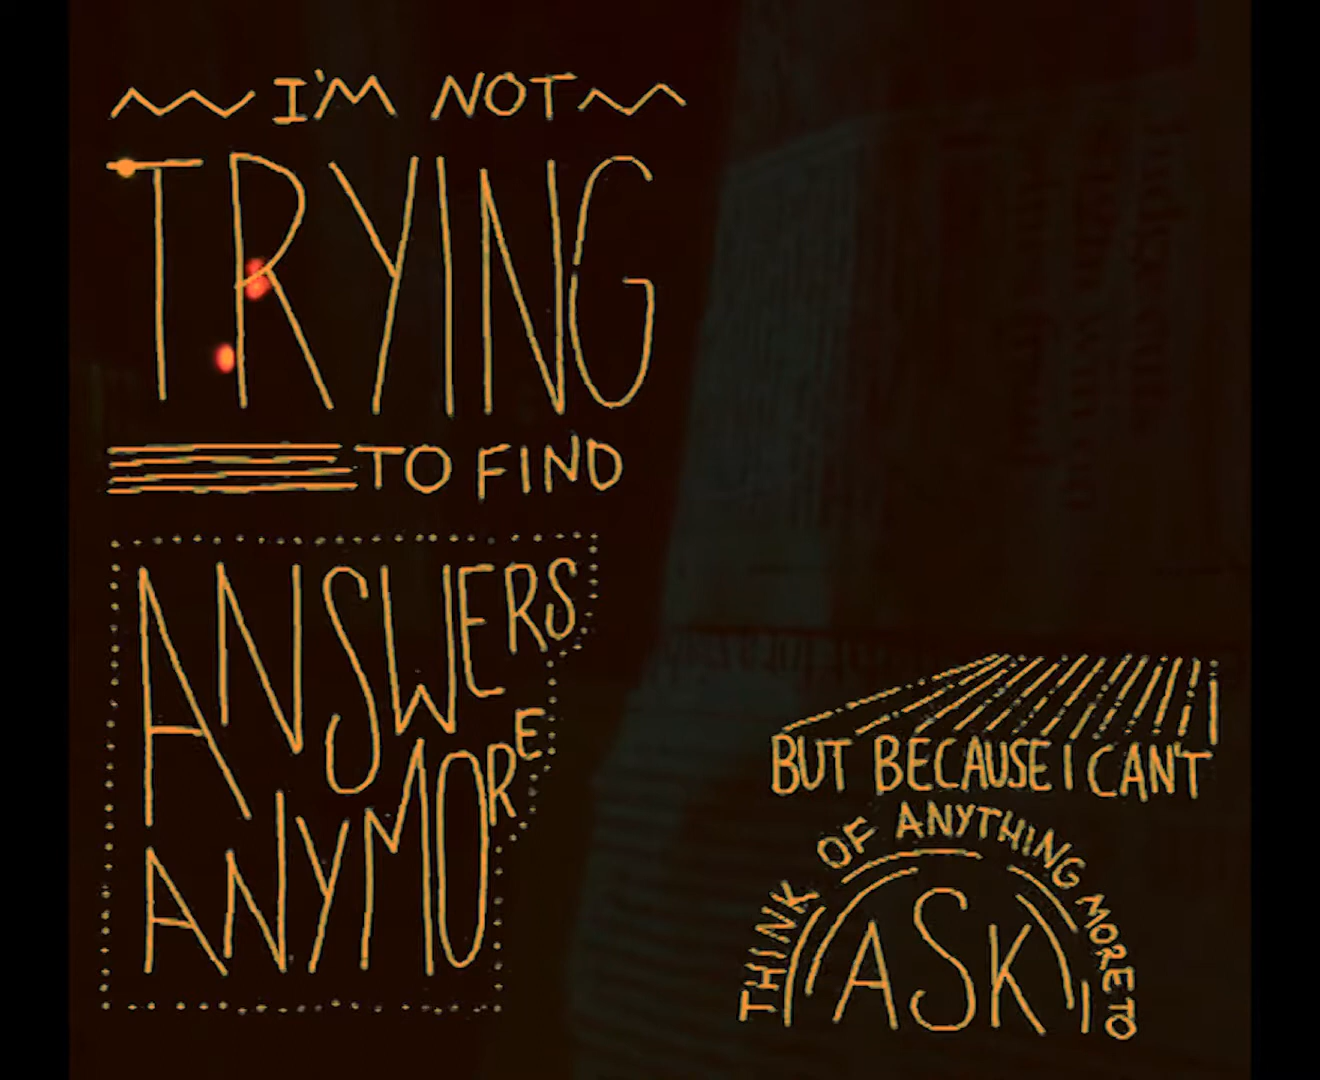 I'M NOT
TRYING
TO FIND
ANSWERS
ANYMORE
BUT BECAUSE I CAN'T
THINK OF ANYTHING MORE TO
ASK